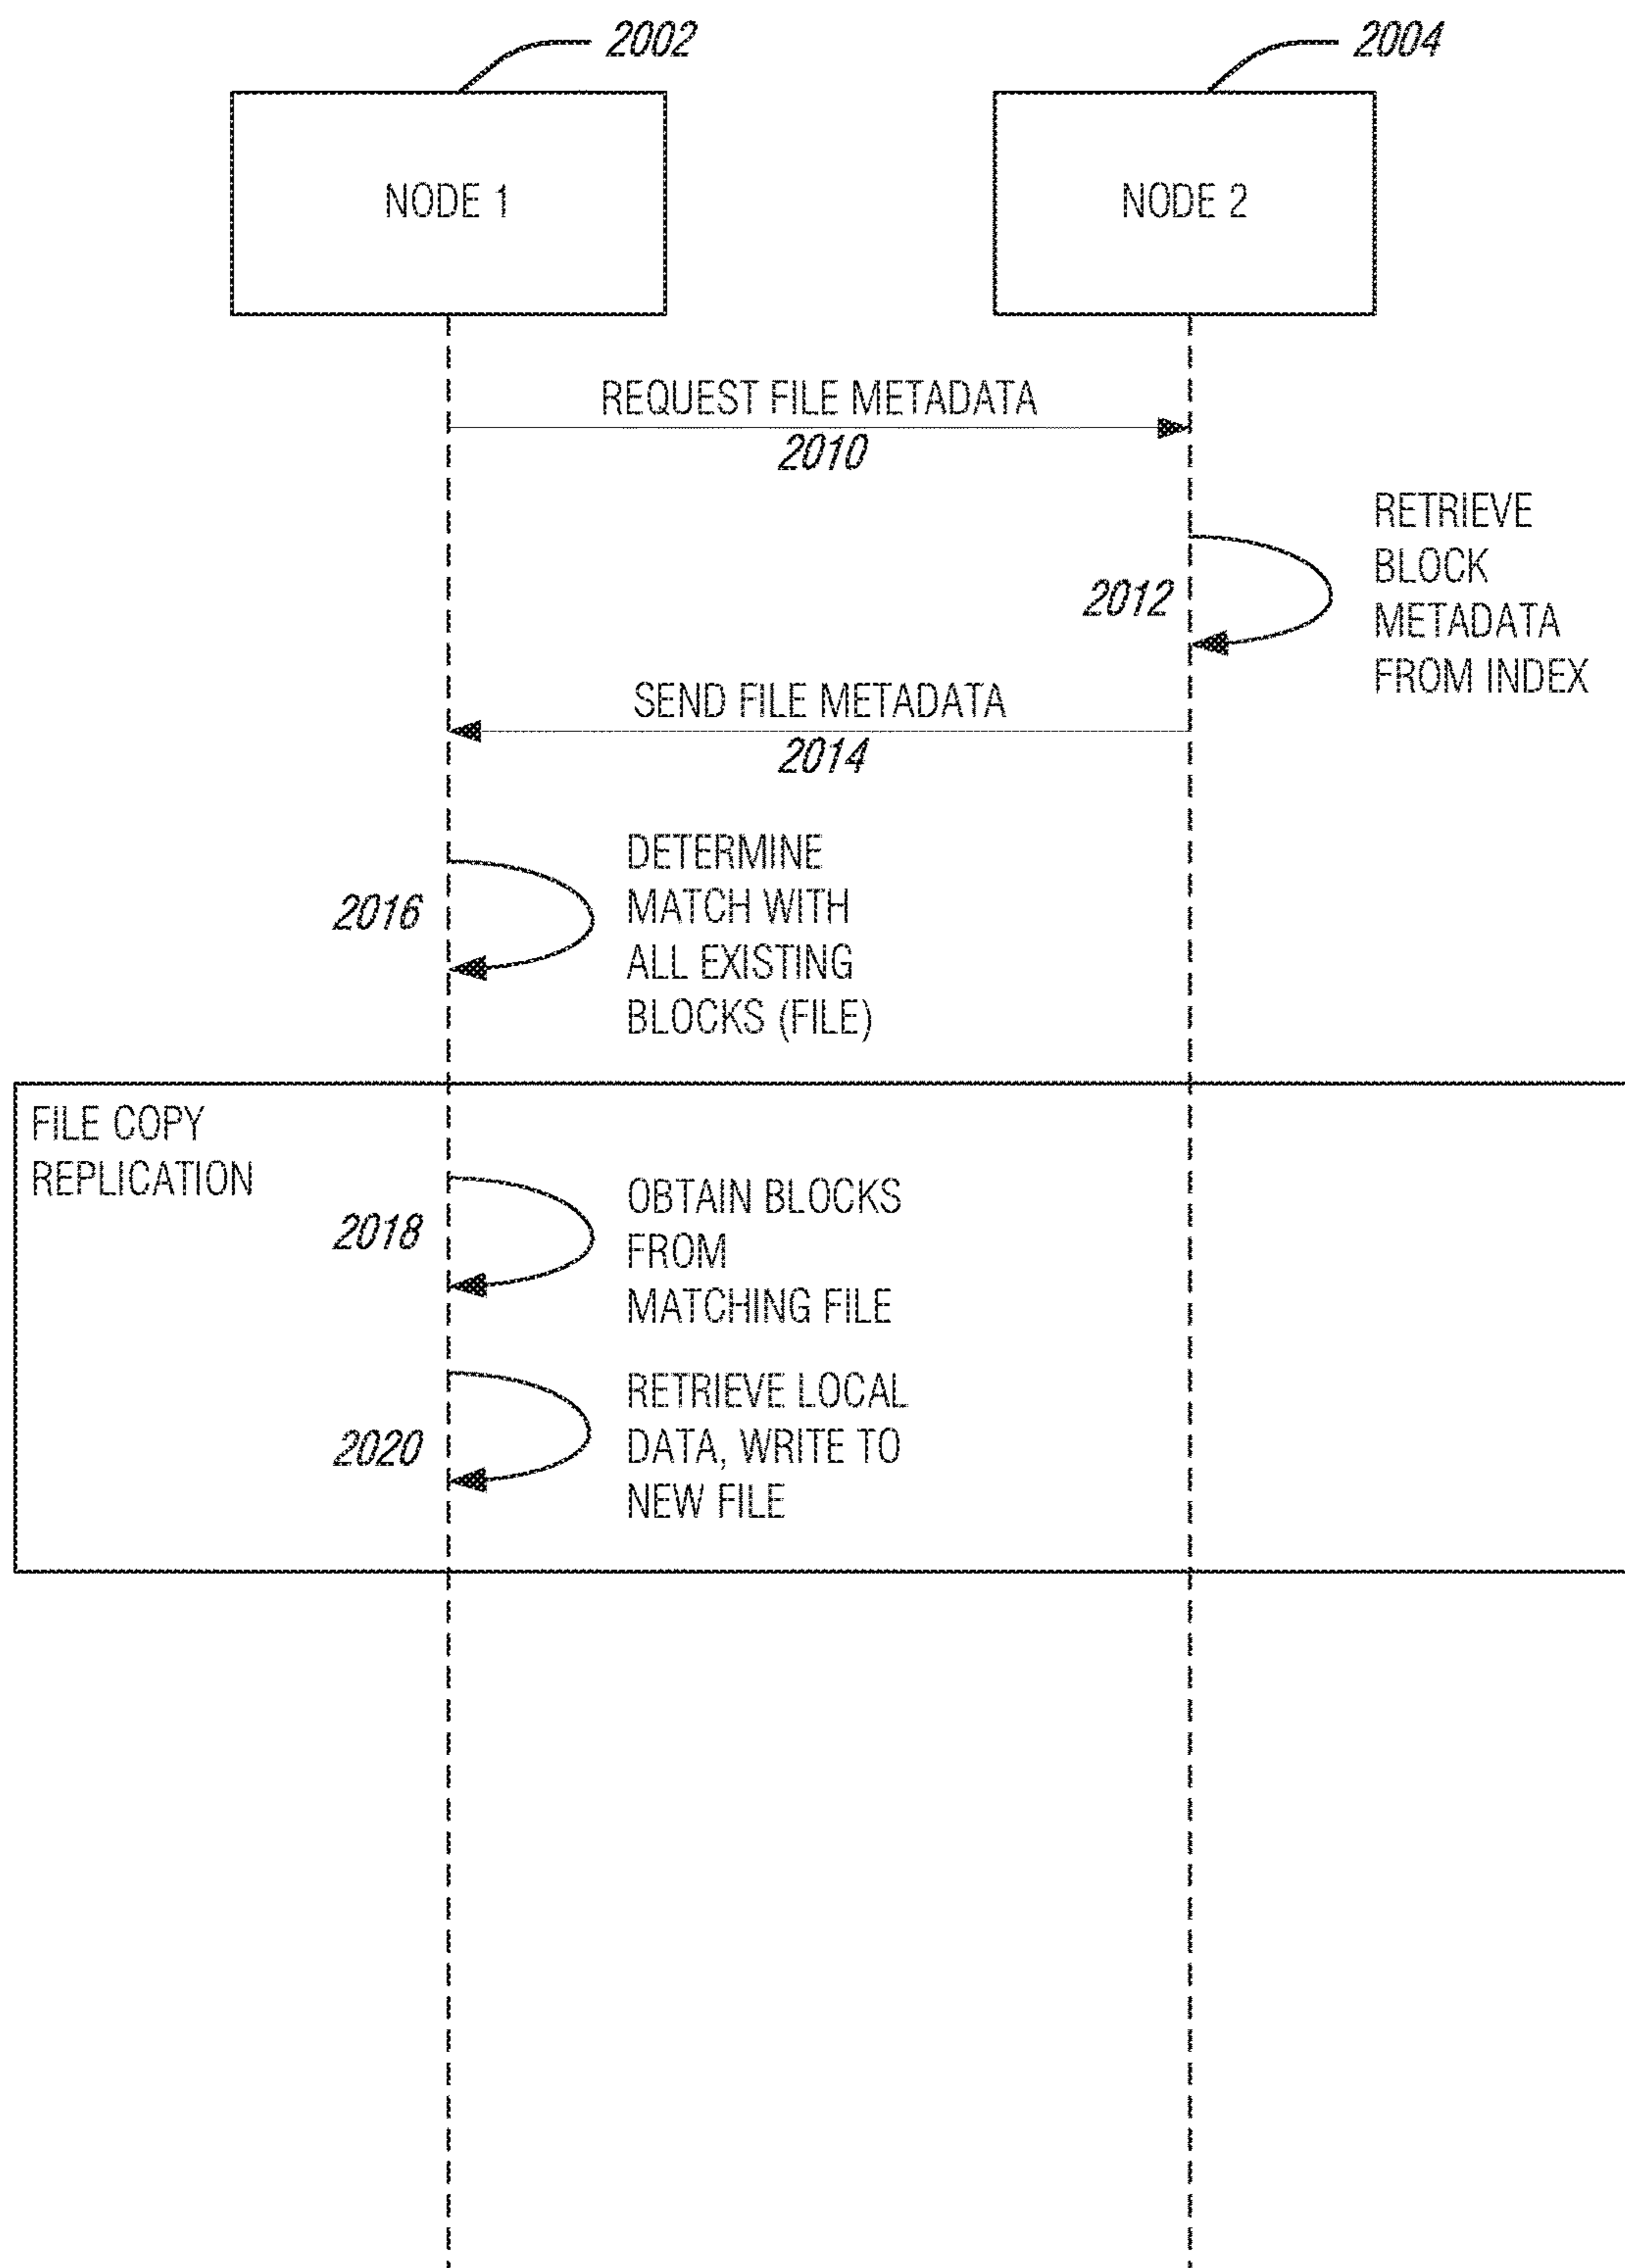 2002
2004
NODE 1
NODE 2
REQUEST FILE METADATA
2010
RETRIEVE
BLOCK
METADATA
FROM INDEX
2012
SEND FILE METADATA
2014
DETERMINE
MATCH WITH
ALL EXISTING
BLOCKS (FILE)
2016
FILE COPY
REPLICATION
OBTAIN BLOCKS
FROM
MATCHING FILE
2018
RETRIEVE LOCAL
DATA, WRITE TO
NEW FILE
2020